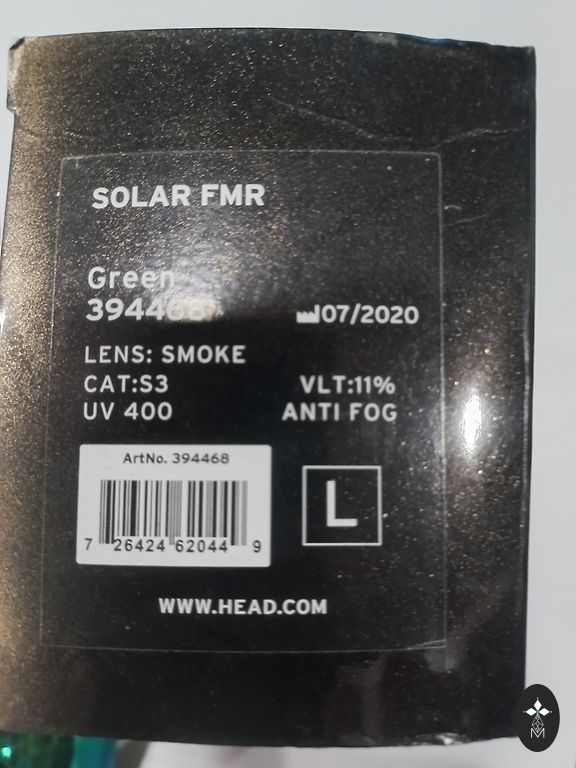 SOLAR FMR
Green
394468
07/2020
LENS: SMOKE
CAT:S3
VLT:11%
UV 400
ANTI FOG
ArtNo. 394468
7 26424 62044 9
L
WWW.HEAD.COM
M